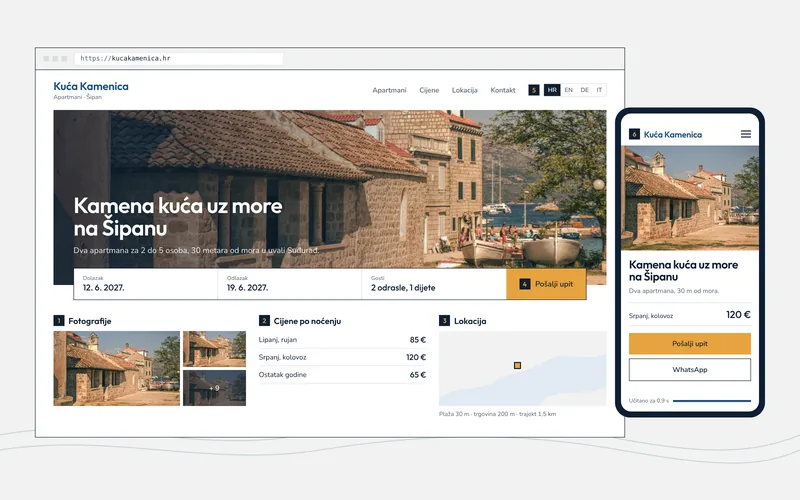 https://kucakamenica.hr
Kuća Kamenica
Apartmani · Šipan
Apartmani
Cijene
Lokacija
Kontakt
5
HR
EN
DE
IT
Kamena kuća uz more
na Šipanu
Dva apartmana za 2 do 5 osoba, 30 metara od mora u uvali Suđurađ.
Dolazak
12. 6. 2027.
Odlazak
19. 6. 2027.
Gosti
2 odrasle, 1 dijete
4 Pošalji upit
1 Fotografije
+ 9
2 Cijene po noćenju
Lipanj, rujan 85 €
Srpanj, kolovoz 120 €
Ostatak godine 65 €
3 Lokacija
Plaža 30 m · trgovina 200 m · trajekt 1,5 km
6 Kuća Kamenica
Kamena kuća uz more
na Šipanu
Dva apartmana, 30 m od mora.
Srpanj, kolovoz 120 €
Pošalji upit
WhatsApp
Učitano za 0,9 s